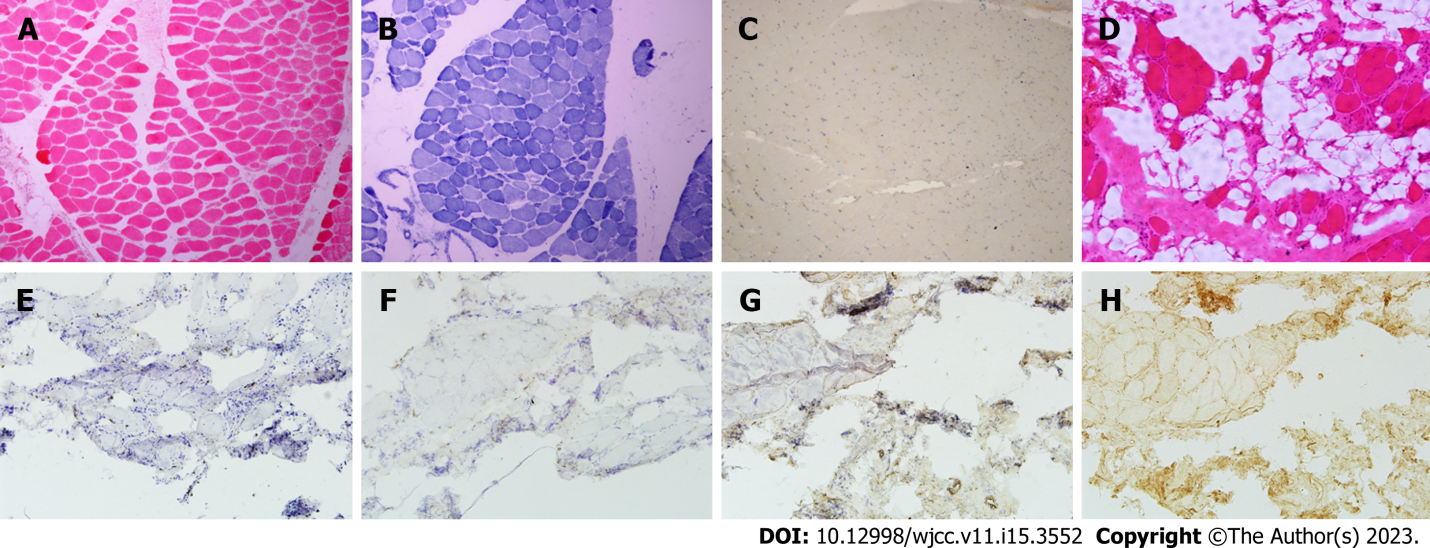 A B C D
E F G H
DOI: 10.12998/wjcc.v11.i15.3552 Copyright ©The Author(s) 2023.